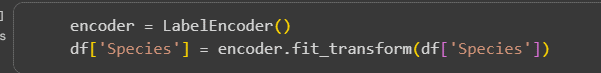 ]
s
encoder = LabelEncoder()
df['Species'] = encoder.fit_transform(df['Species'])